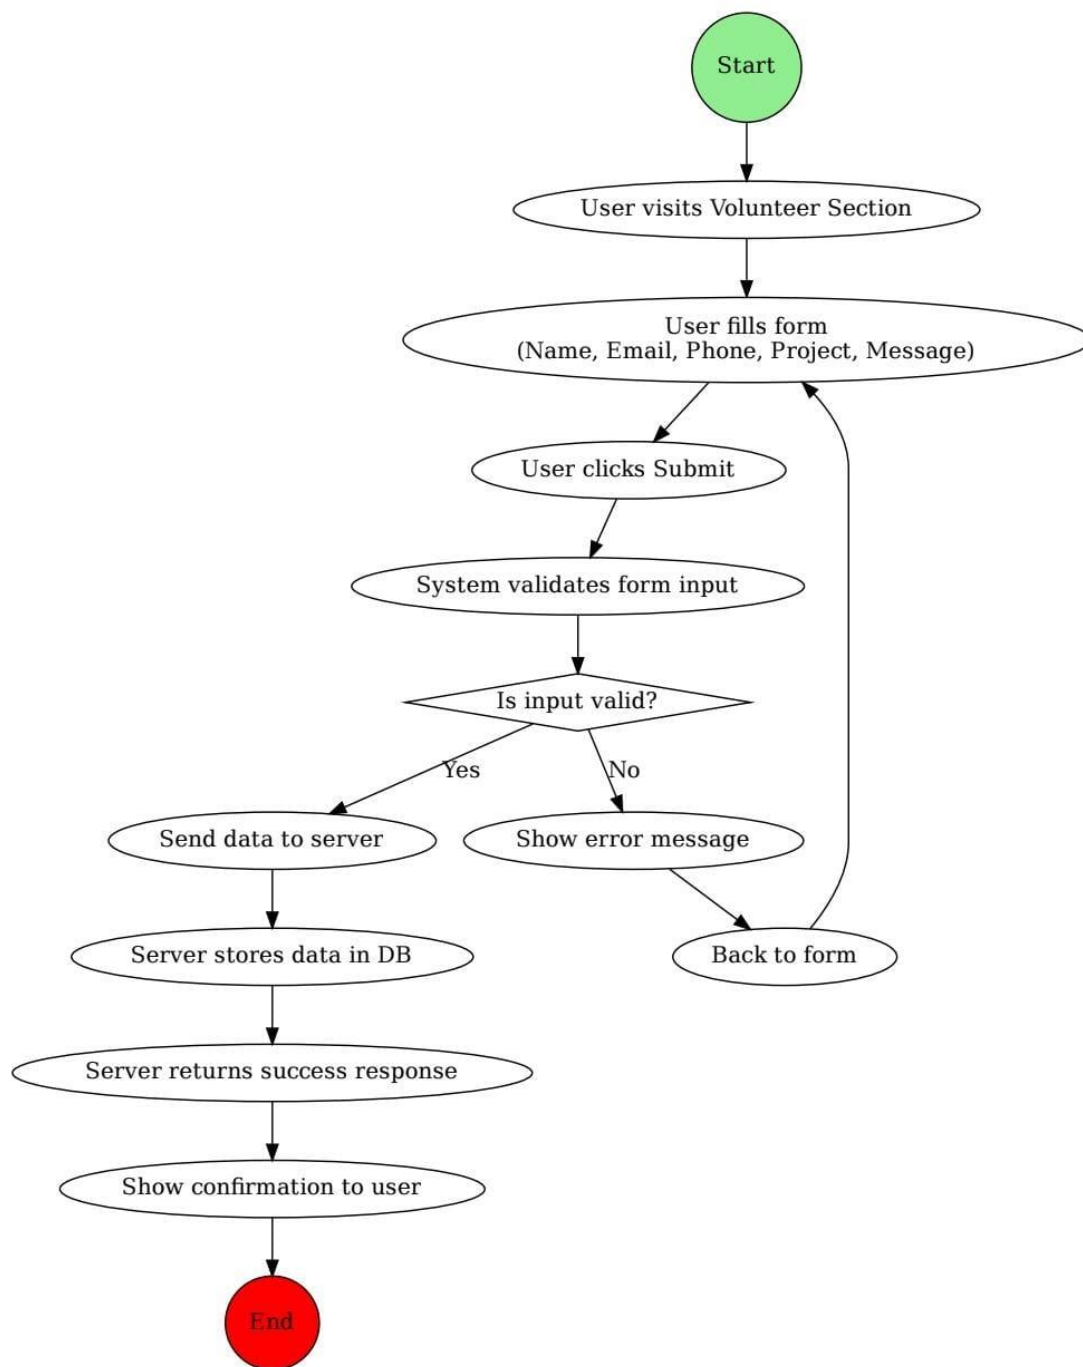 Start
User visits Volunteer Section
User fills form
(Name, Email, Phone, Project, Message)
User clicks Submit
System validates form input
Is input valid?
Yes
No
Send data to server
Show error message
Server stores data in DB
Back to form
Server returns success response
Show confirmation to user
End